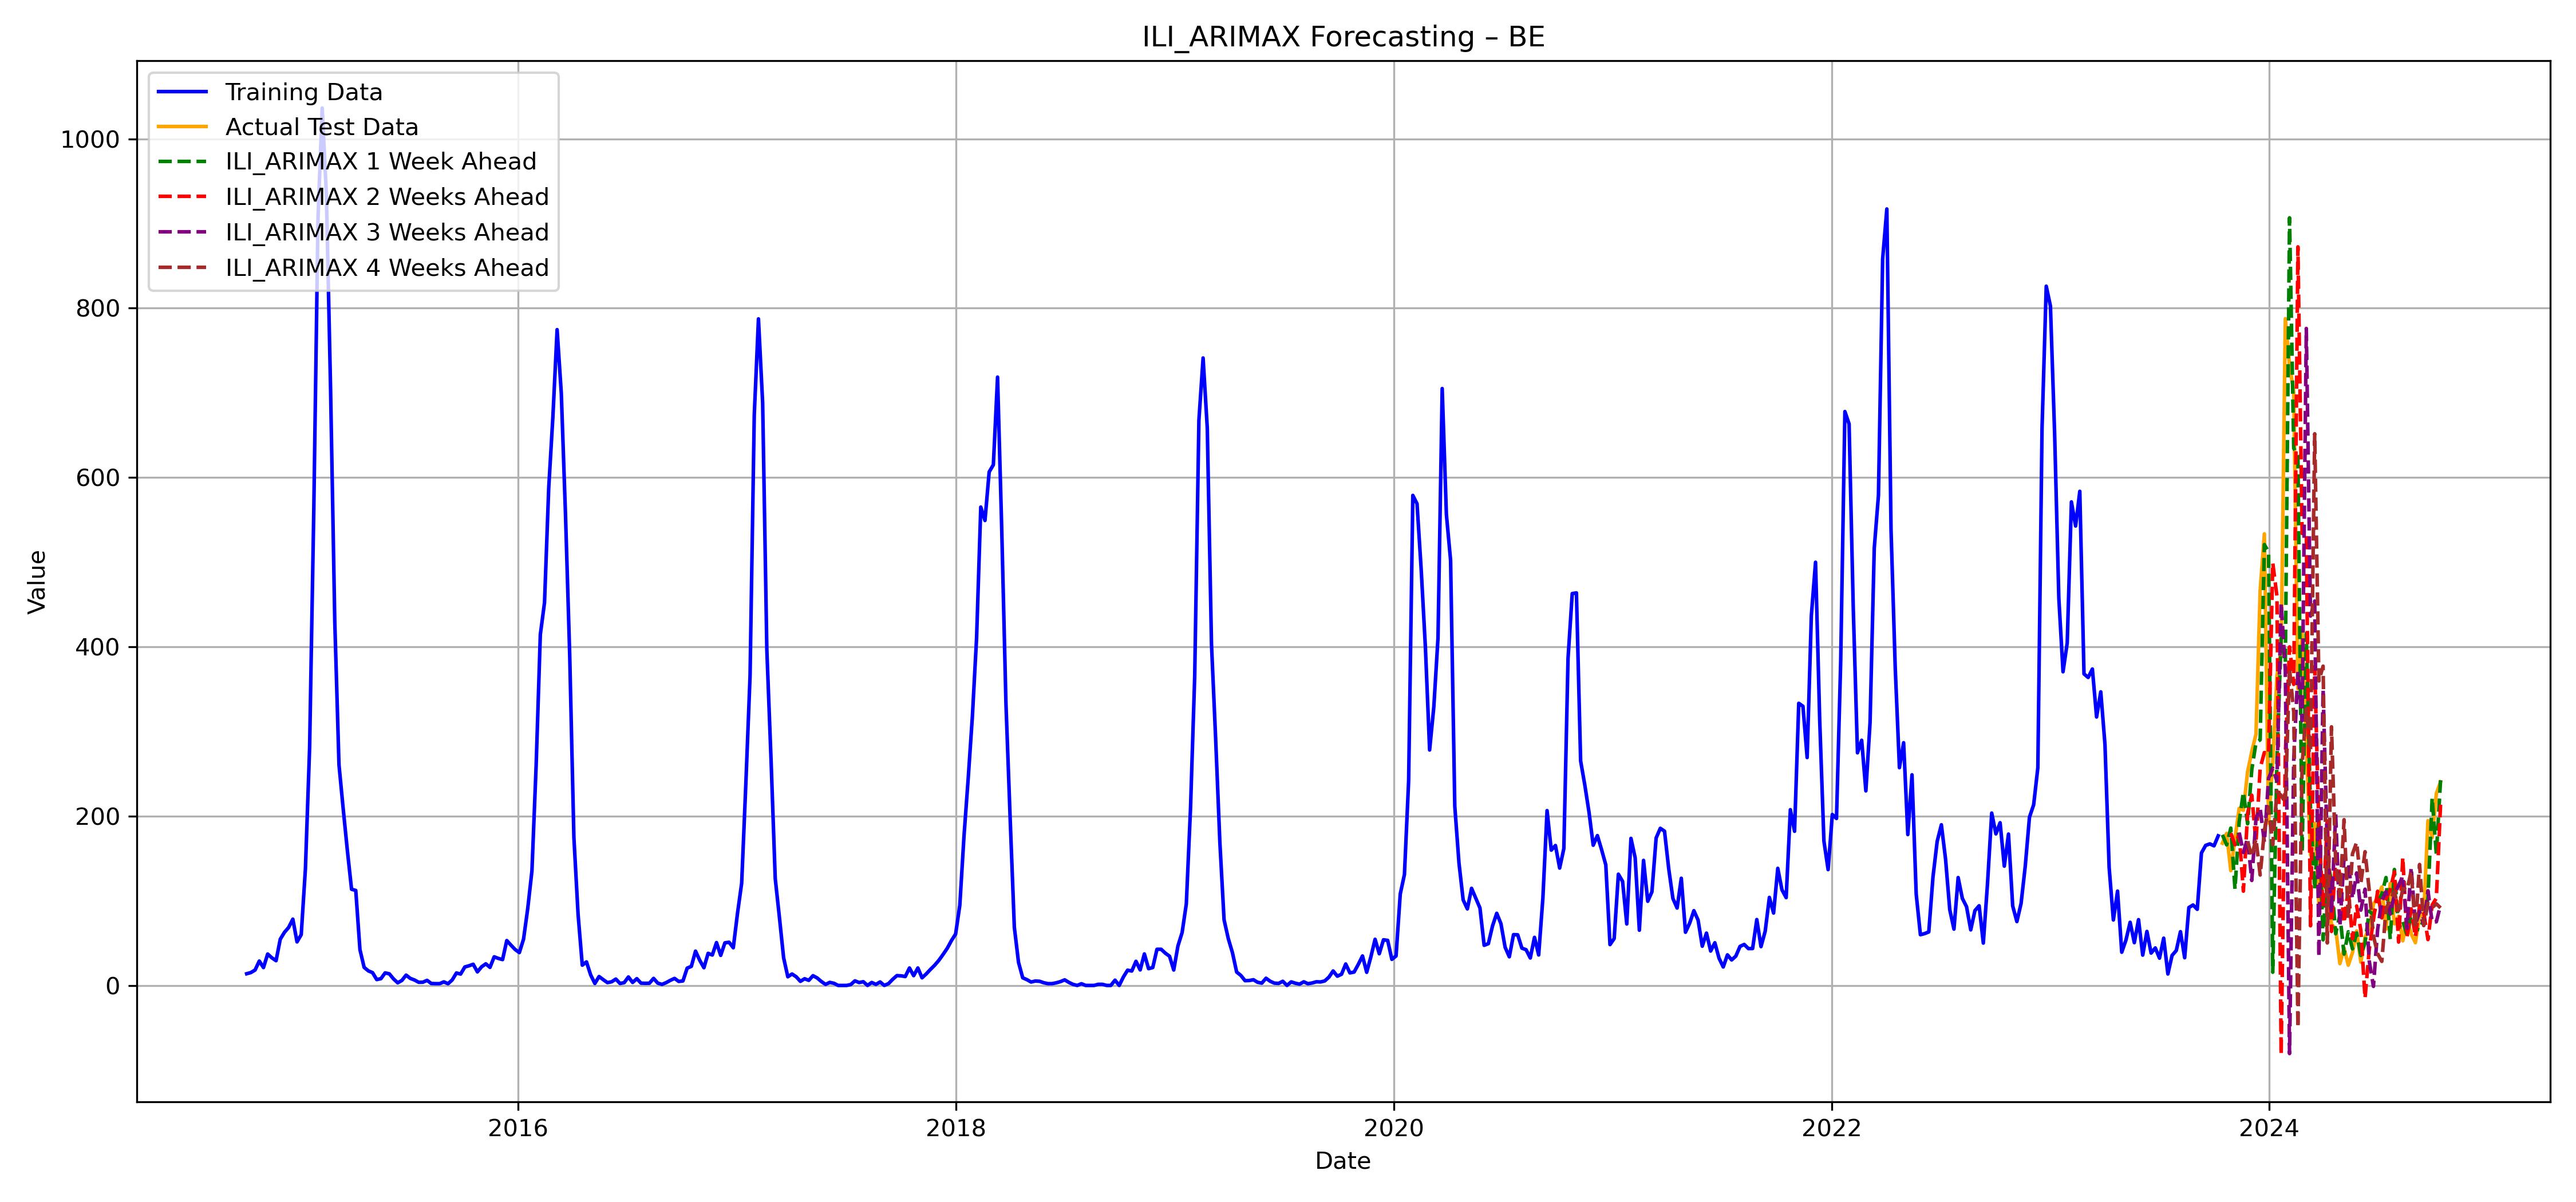 ILI_ARIMAX Forecasting – BE
Training Data
Actual Test Data
ILI_ARIMAX 1 Week Ahead
ILI_ARIMAX 2 Weeks Ahead
ILI_ARIMAX 3 Weeks Ahead
ILI_ARIMAX 4 Weeks Ahead
1000
800
600
400
200
0
Value
2016 2018 2020 2022 2024
Date